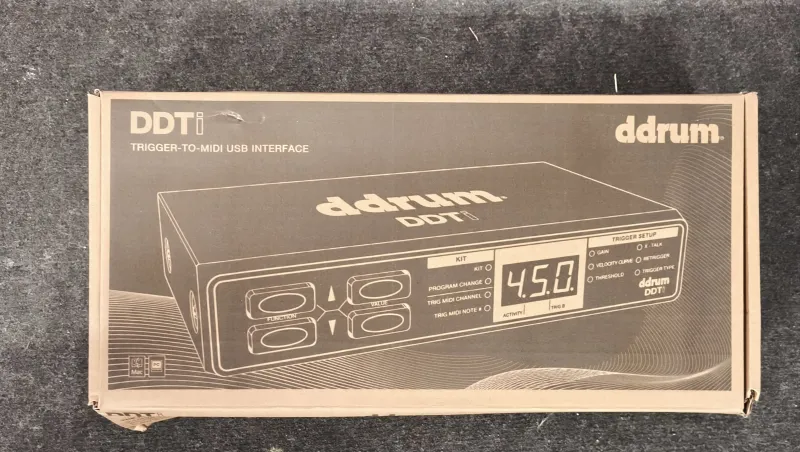 DDTi
TRIGGER-TO-MIDI USB INTERFACE
ddrum
ddrum
DDTi
KIT
KIT
PROGRAM CHANGE
TRIG MIDI CHANNEL
TRIG MIDI NOTE #
FUNCTION
VALUE
4.5.0.
ACTIVITY
TRIG.#
TRIGGER SETUP
GAIN
VELOCITY CURVE
THRESHOLD
X - TALK
RETRIGGER
TRIGGER TYPE
ddrum
DDTi
Mac
DDTi